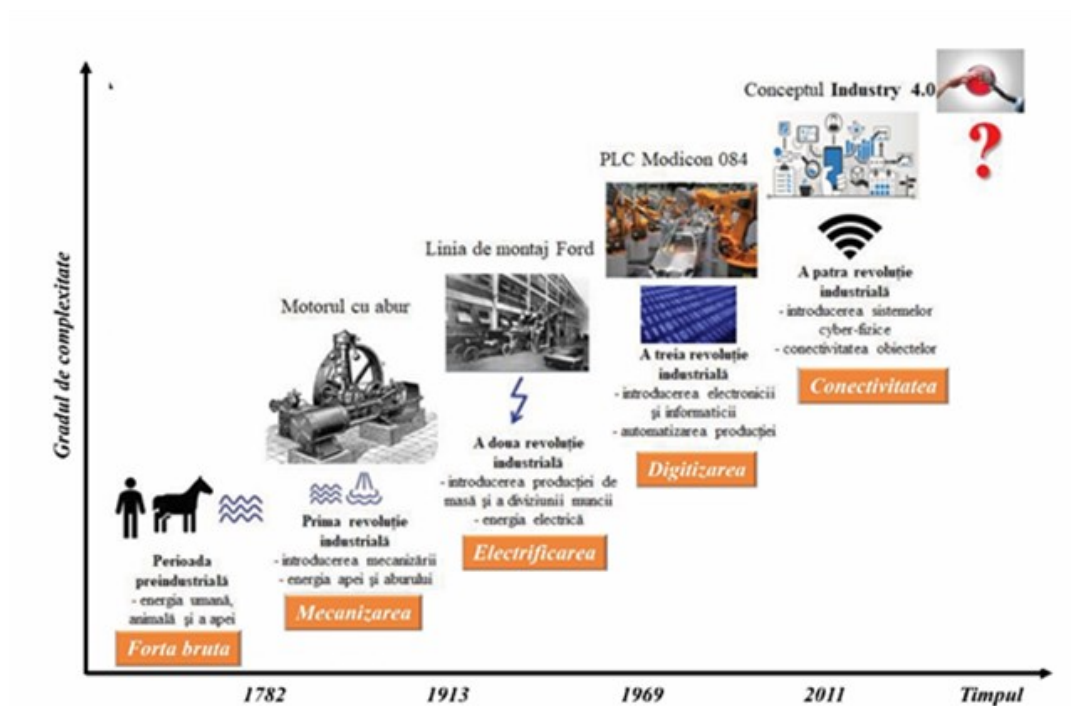 Gradul de complexitate
Perioada
preindustrială
- energia umană,
animală și a apei
Forta bruta
Motorul cu abur
Prima revoluție
industrială
- introducerea mecanizării
- energia apei și aburului
Mecanizarea
Linia de montaj Ford
A doua revoluție
industrială
- introducerea producției de
masă și a diviziunii muncii
- energia electrică
Electrificarea
PLC Modicon 084
A treia revoluție
industrială
- introducerea electronicii
și informaticii
- automatizarea producției
Digitizarea
Conceptul Industry 4.0
A patra revoluție
industrială
- introducerea sistemelor
cyber-fizice
- conectivitatea obiectelor
Conectivitatea
?
1782 1913 1969 2011 Timpul